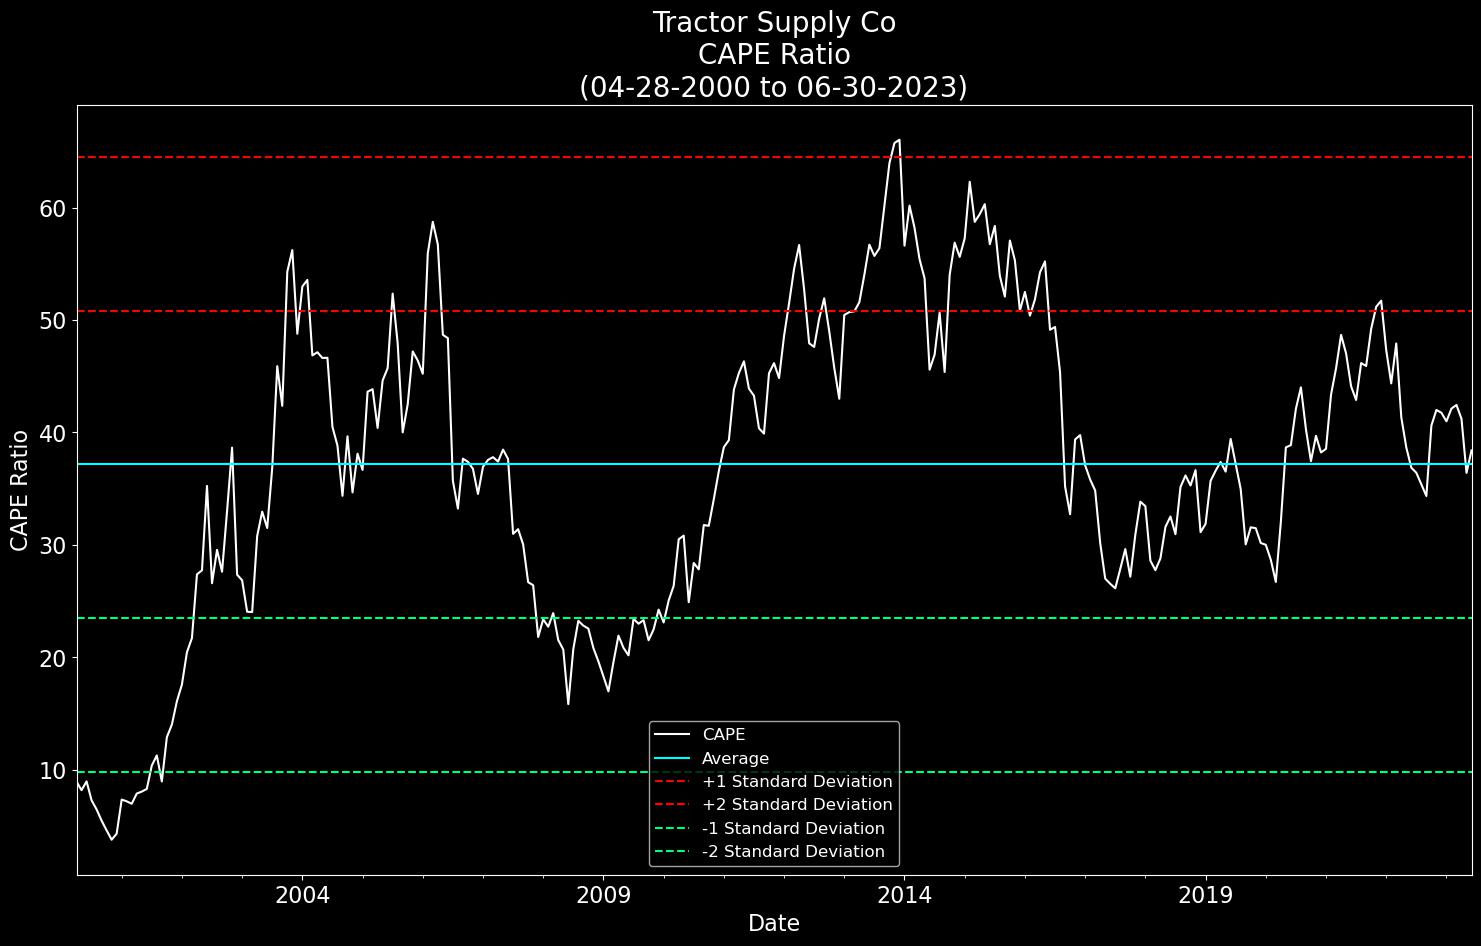 Tractor Supply Co
CAPE Ratio
(04-28-2000 to 06-30-2023)
CAPE Ratio
60
50
40
30
20
10
CAPE
Average
+1 Standard Deviation
+2 Standard Deviation
-1 Standard Deviation
-2 Standard Deviation
2004
2009
2014
2019
Date